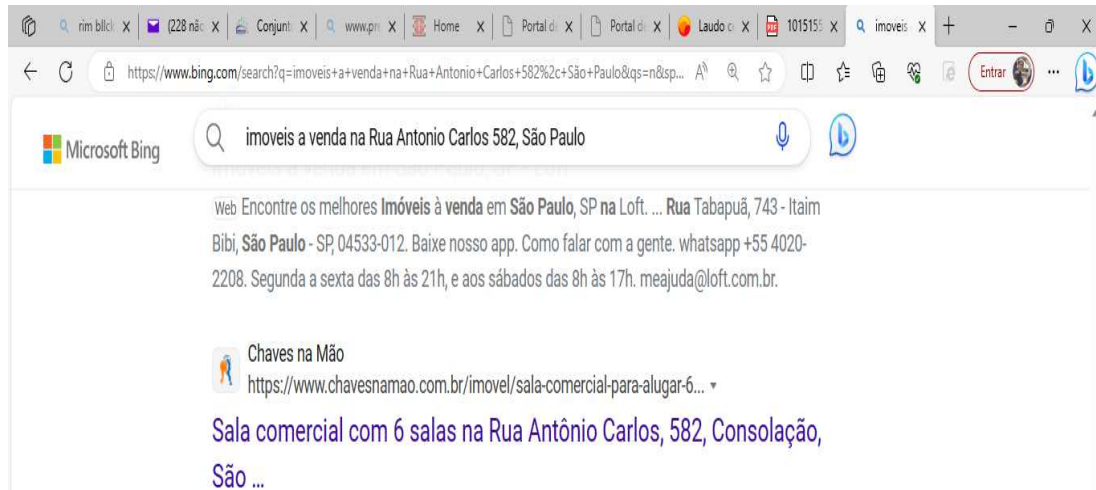 rim bllck (228 não Conjunt www.pre Home Portal de Portal de Laudo co 1015155 imoveis
https://www.bing.com/search?q=imoveis+a+venda+na+Rua+Antonio+Carlos+582%2c+São+Paulo&qs=n&sp... Entrar
Microsoft Bing imoveis a venda na Rua Antonio Carlos 582, São Paulo
Web Encontre os melhores Imóveis à venda em São Paulo, SP na Loft. ... Rua Tabapuã, 743 - Itaim
Bibi, São Paulo - SP, 04533-012. Baixe nosso app. Como falar com a gente. whatsapp +55 4020-
2208. Segunda a sexta das 8h às 21h, e aos sábados das 8h às 17h. meajuda@loft.com.br.
Chaves na Mão
https://www.chavesnamao.com.br/imovel/sala-comercial-para-alugar-6...
Sala comercial com 6 salas na Rua Antônio Carlos, 582, Consolação,
São ...